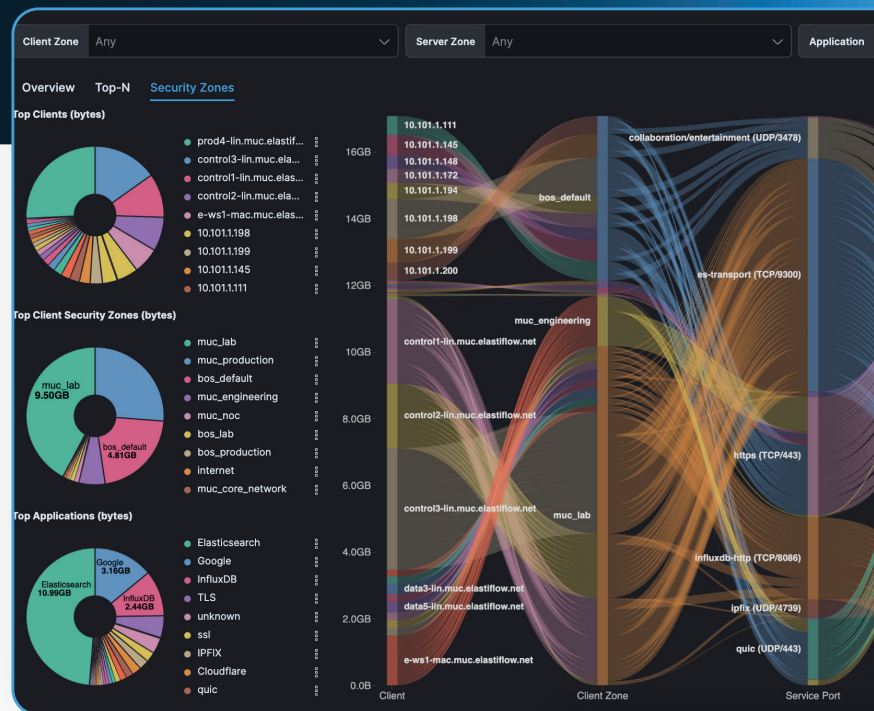 Client Zone Any
Server Zone Any
Application
Overview Top-N Security Zones
Top Clients (bytes)
prod4-lin.muc.elastif...
control3-lin.muc.ela...
control1-lin.muc.elas...
control2-lin.muc.ela...
e-ws1-mac.muc.elas...
10.101.1.198
10.101.1.199
10.101.1.145
10.101.1.111
Top Client Security Zones (bytes)
muc_lab
9.50GB
bos_default
4.81GB
muc_lab
muc_production
bos_default
muc_engineering
muc_noc
bos_lab
bos_production
internet
muc_core_network
Top Applications (bytes)
Google
3.16GB
Elasticsearch
10.99GB
InfluxDB
2.44GB
Elasticsearch
Google
InfluxDB
TLS
unknown
ssl
IPFIX
Cloudflare
quic
16GB
14GB
12GB
10GB
8.0GB
6.0GB
4.0GB
2.0GB
0.0B
10.101.1.111
10.101.1.145
10.101.1.148
10.101.1.172
10.101.1.194
10.101.1.198
10.101.1.199
10.101.1.200
control1-lin.muc.elastiflow.net
control2-lin.muc.elastiflow.net
control3-lin.muc.elastiflow.net
data3-lin.muc.elastiflow.net
data5-lin.muc.elastiflow.net
e-ws1-mac.muc.elastiflow.net
bos_default
muc_engineering
muc_lab
collaboration/entertainment (UDP/3478)
es-transport (TCP/9300)
https (TCP/443)
influxdb-http (TCP/8086)
ipfix (UDP/4739)
quic (UDP/443)
Client
Client Zone
Service Port